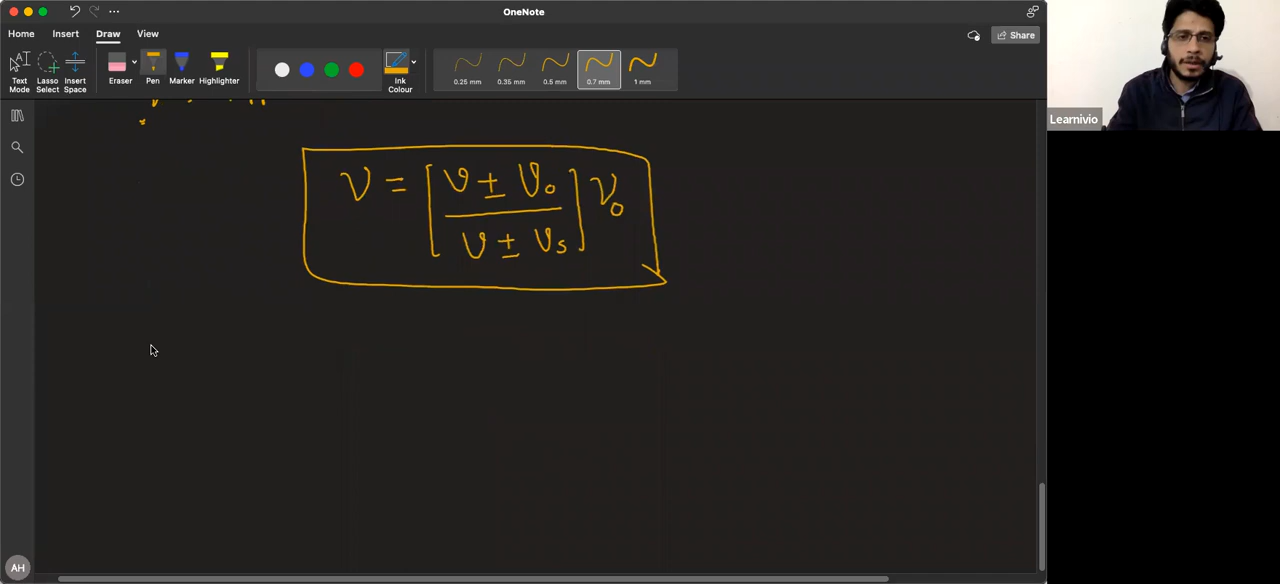 OneNote
Home Insert Draw View
Share
Text Mode
Lasso Select
Insert Space
Eraser
Pen
Marker
Highlighter
Ink Colour
0.25 mm
0.35 mm
0.5 mm
0.7 mm
1 mm
Learnivio
ν = [ (v ± v₀) / (v ± vₛ) ] ν₀
AH